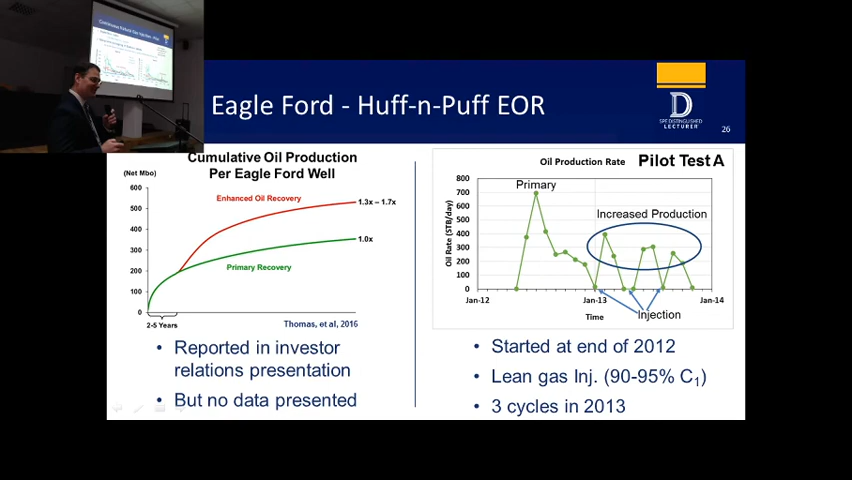 Eagle Ford - Huff-n-Puff EOR
SPE DISTINGUISHED
LECTURER
26
Cumulative Oil Production
Per Eagle Ford Well
(Net Mbo)
600
500
400
300
200
100
0
Enhanced Oil Recovery
1.3x – 1.7x
1.0x
Primary Recovery
2-5 Years
Thomas, et al, 2016
• Reported in investor
relations presentation
• But no data presented
Oil Production Rate
Pilot Test A
Oil Rate (STB/day)
800
700
600
500
400
300
200
100
0
Primary
Increased Production
Jan-12
Jan-13
Jan-14
Time
Injection
• Started at end of 2012
• Lean gas Inj. (90-95% C₁)
• 3 cycles in 2013